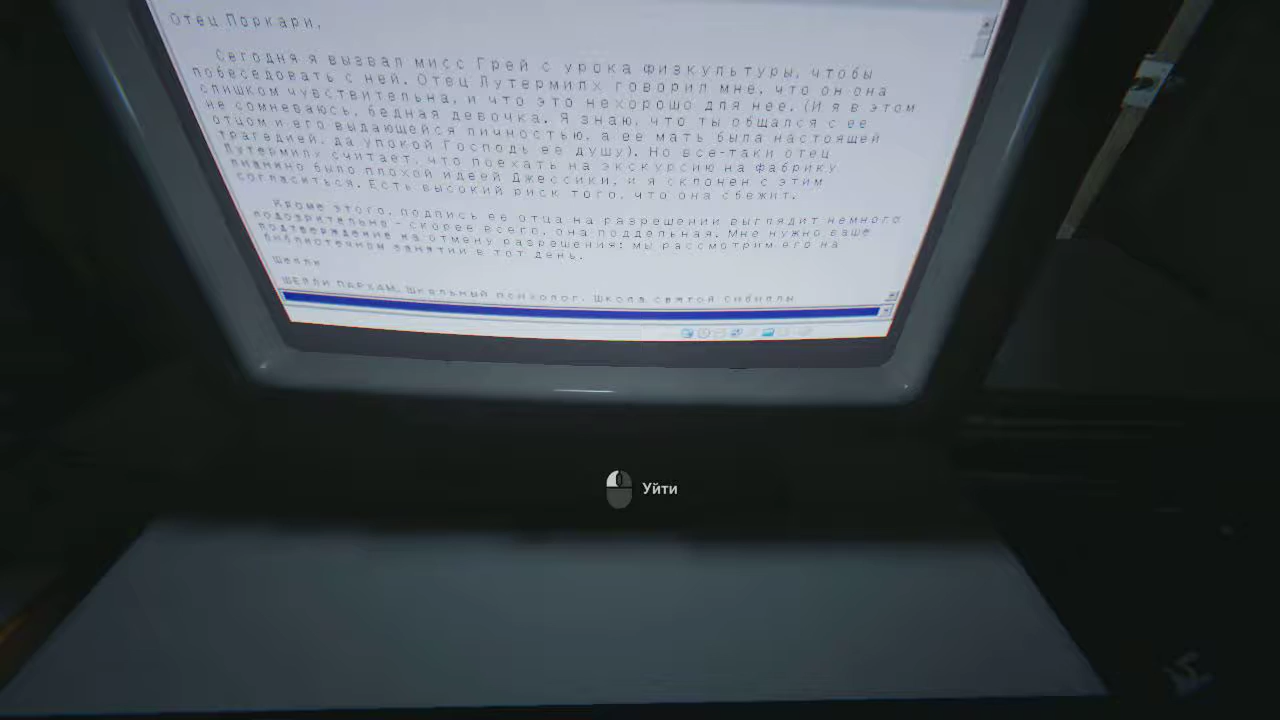 Отец Поркари,
Сегодня я вызвал мисс Грей с урока физкультуры, чтобы
побеседовать с ней. Отец Лутермилх говорил мне, что он она
слишком чувствительна, и что это нехорошо для нее. (И я в этом
не сомневаюсь, бедная девочка. Я знаю, что ты общался с ее
отцом и его выдающейся личностью, а ее мать была настоящей
трагедией, да упокой Господь ее душу). Но все-таки отец
Лутермилх считает, что поехать на экскурсию на фабрику
пианино было плохой идеей Джессики, и я склонен с этим
согласиться. Есть высокий риск того, что она сбежит.
Кроме этого, подпись ее отца на разрешении выглядит немного
подозрительно - скорее всего, она поддельная. Мне нужно ваше
подтверждение на отмену разрешения: мы рассмотрим его на
библиотечном занятии в тот день.
Шелли
ШЕЛЛИ ПАРХАМ, Школьный психолог, Школа святой Сибиллы
Уйти